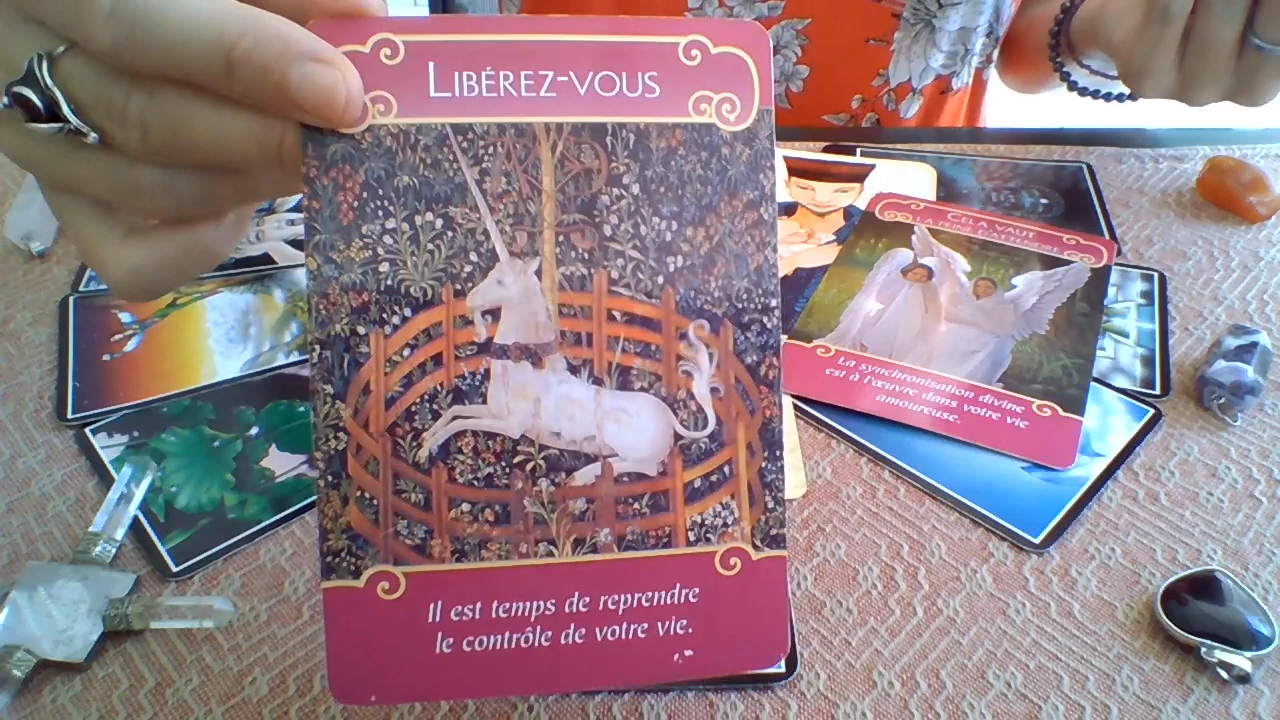 LIBÉREZ-VOUS
Il est temps de reprendre
le contrôle de votre vie.
CELA VAUT
LA PEINE D'ATTENDRE
La synchronisation divine
est à l'œuvre dans votre vie
amoureuse.